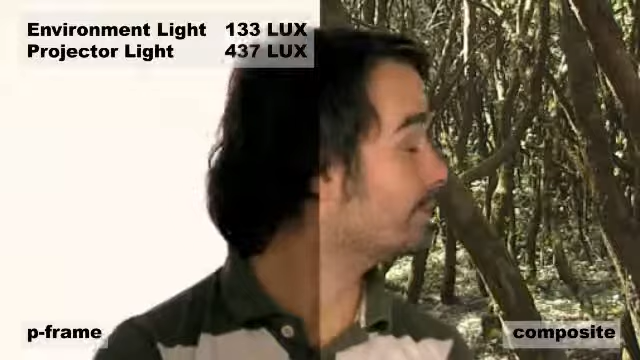 Environment Light 133 LUX
Projector Light 437 LUX
p-frame composite